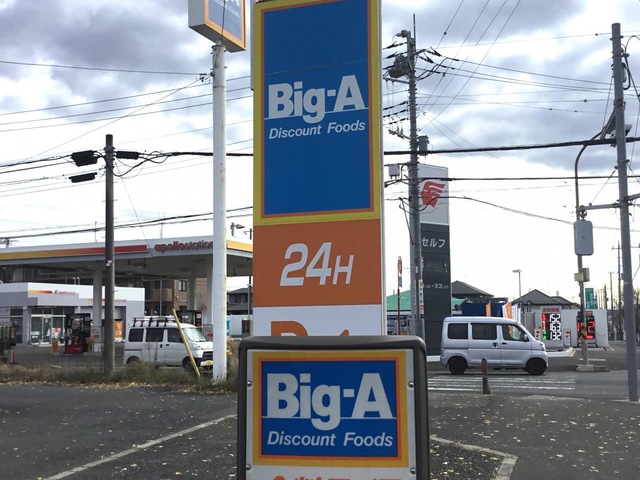 Big-A
Discount Foods
24H
apollostation
セルフ
Big-A
Discount Foods